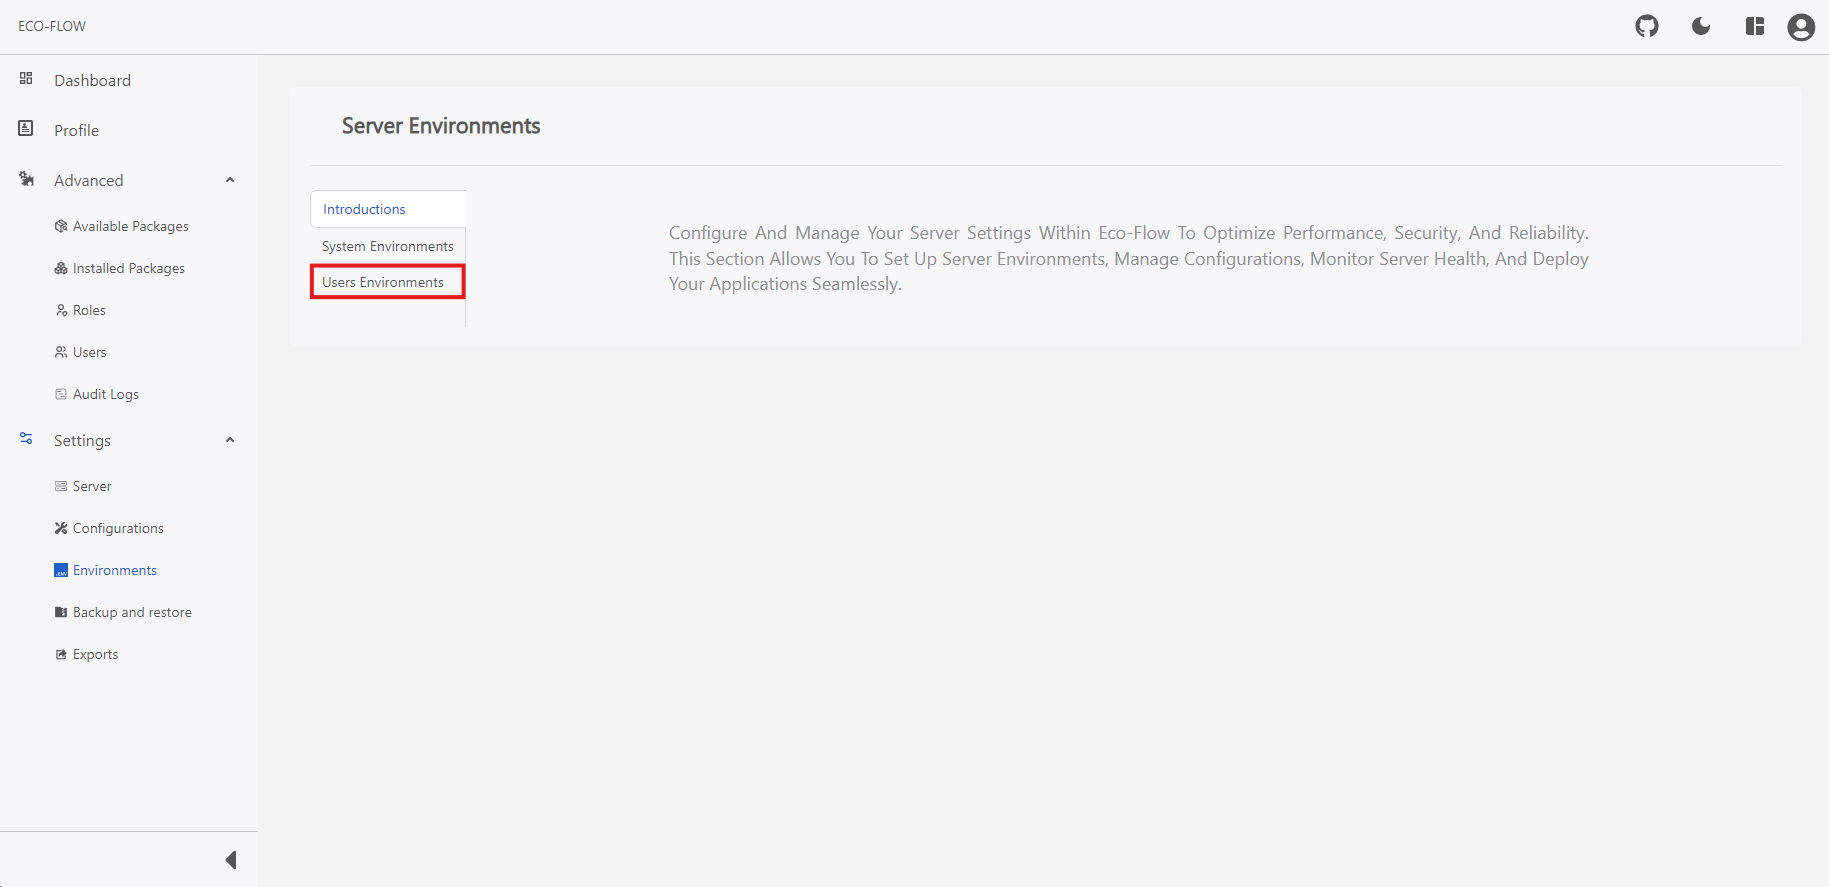 ECO-FLOW
Dashboard
Profile
Advanced
Available Packages
Installed Packages
Roles
Users
Audit Logs
Settings
Server
Configurations
.ENV
Environments
Backup and restore
Exports
Server Environments
Introductions
System Environments
Users Environments
Configure And Manage Your Server Settings Within Eco-Flow To Optimize Performance, Security, And Reliability.
This Section Allows You To Set Up Server Environments, Manage Configurations, Monitor Server Health, And Deploy
Your Applications Seamlessly.